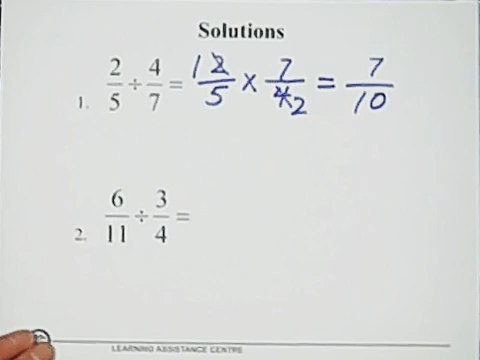 Solutions
1. 2/5 ÷ 4/7 = 1 2/5 × 7/4 2 = 7/10
2. 6/11 ÷ 3/4 =
LEARNING ASSISTANCE CENTRE